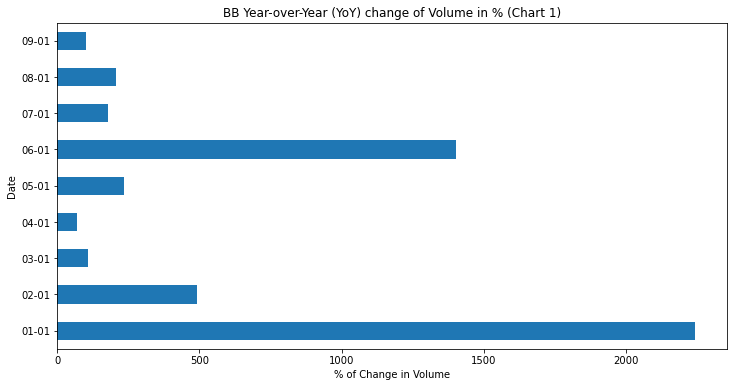 BB Year-over-Year (YoY) change of Volume in % (Chart 1)
09-01
08-01
07-01
06-01
05-01
04-01
03-01
02-01
01-01
Date
0 500 1000 1500 2000
% of Change in Volume